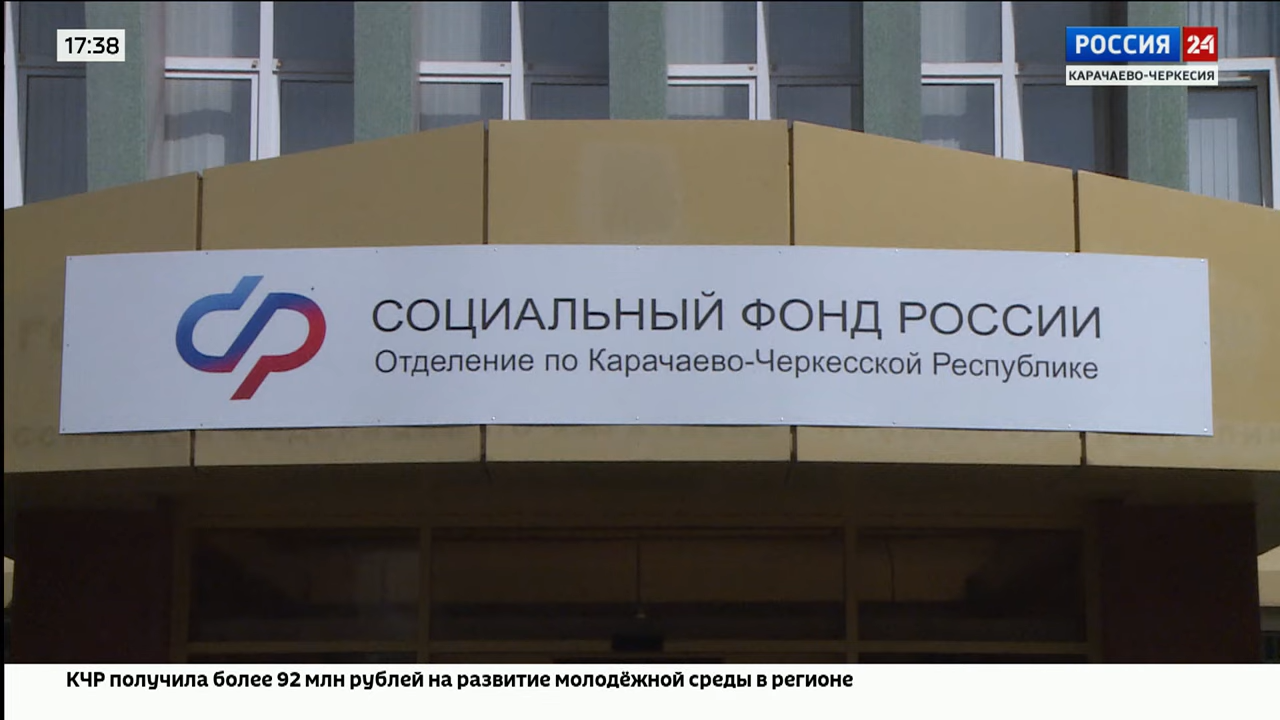 17:38
РОССИЯ 24
КАРАЧАЕВО-ЧЕРКЕСИЯ
СОЦИАЛЬНЫЙ ФОНД РОССИИ
Отделение по Карачаево-Черкесской Республике
КЧР получила более 92 млн рублей на развитие молодёжной среды в регионе